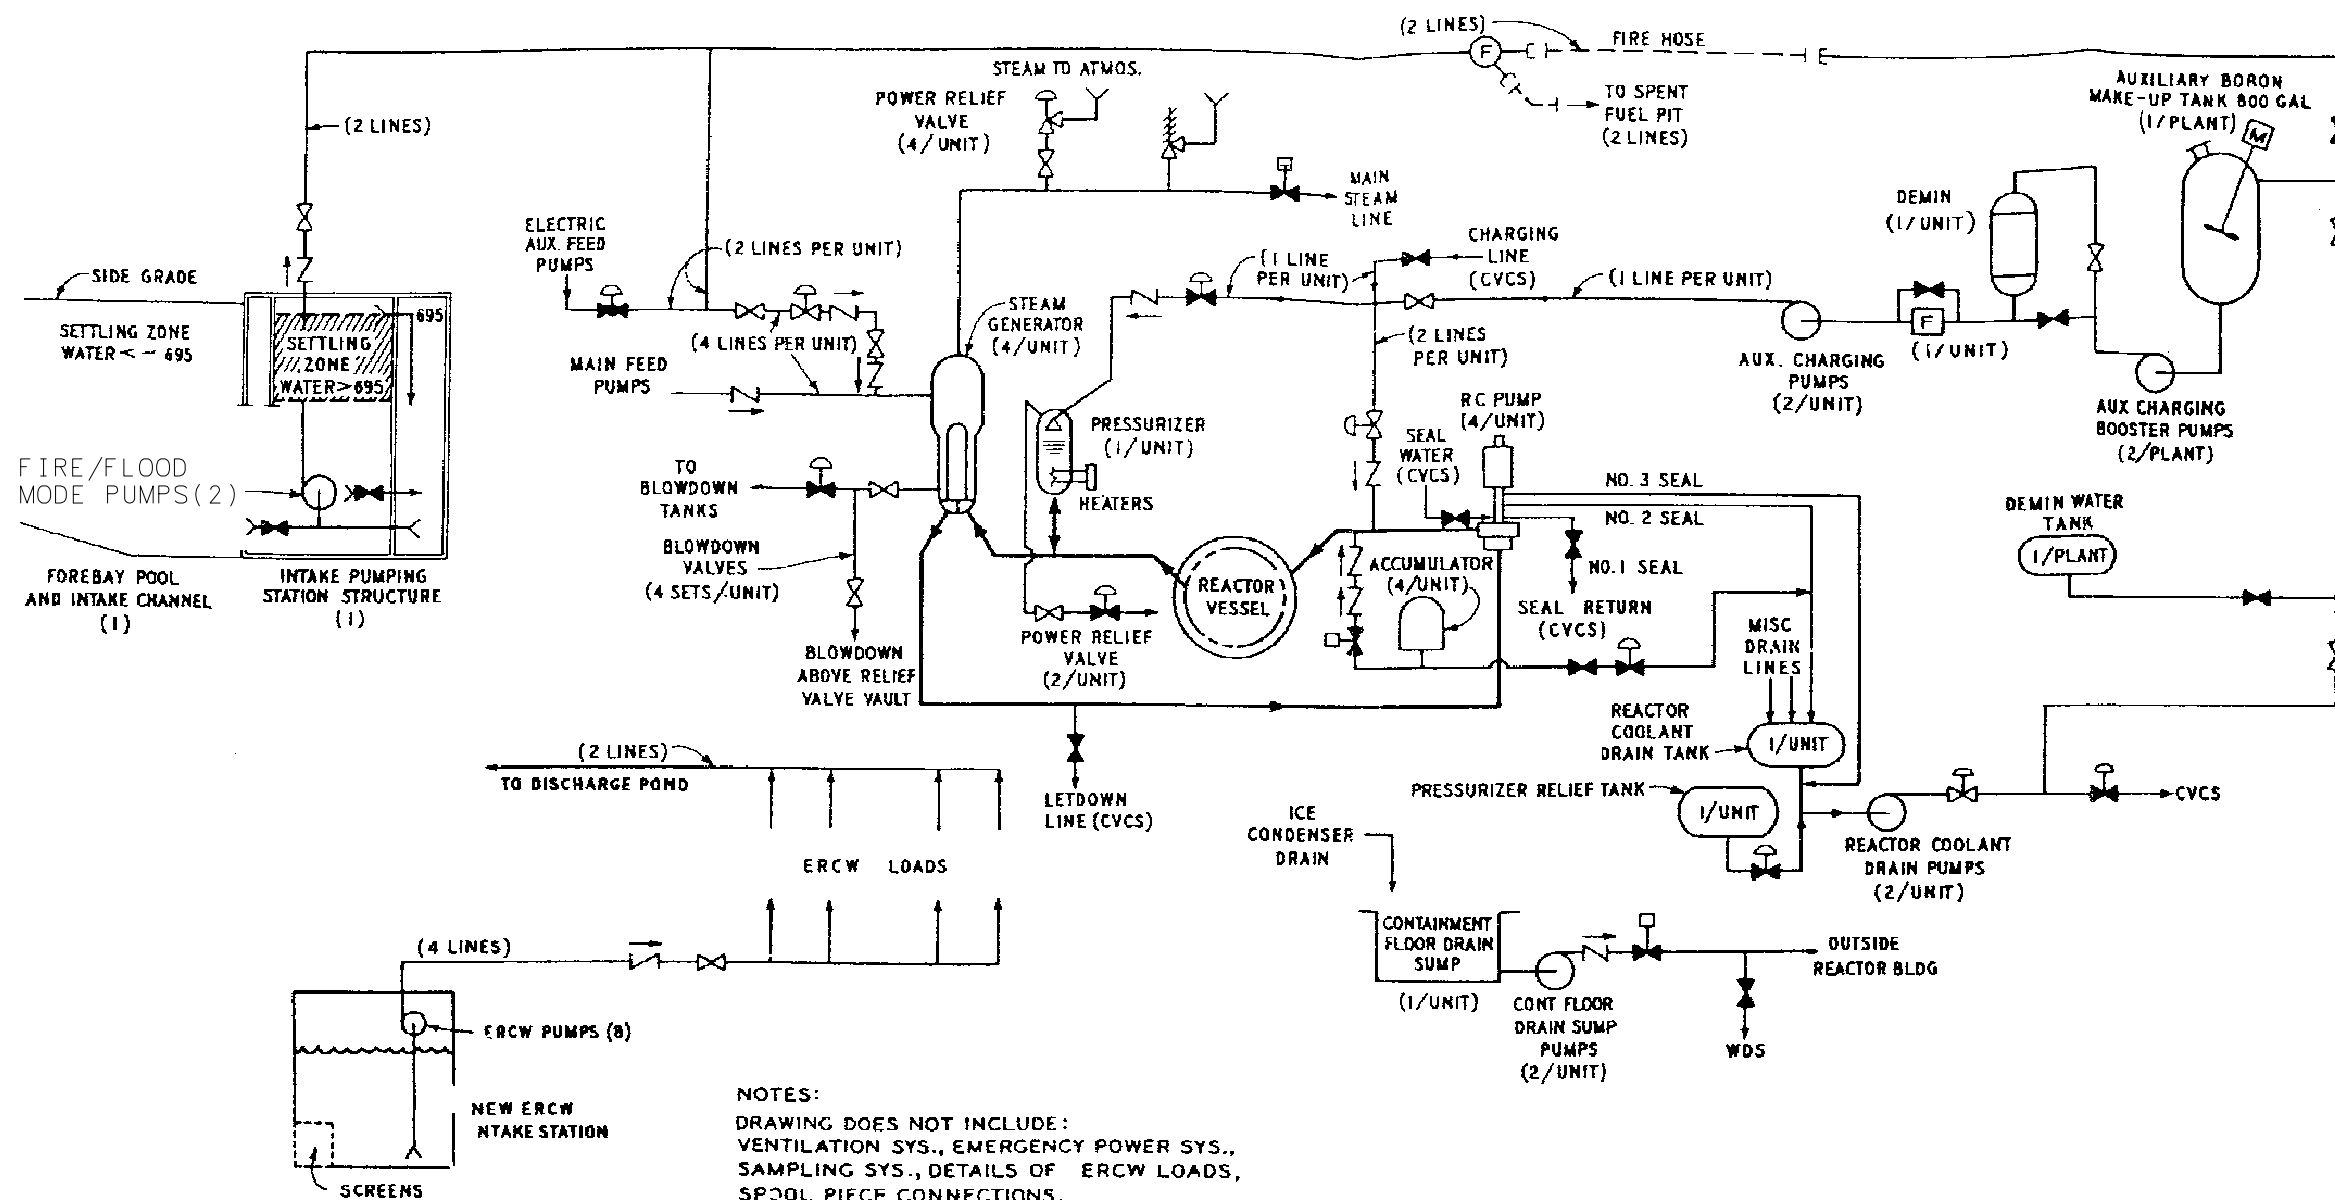 (2 LINES)
F
FIRE HOSE
STEAM TO ATMOS.
POWER RELIEF
VALVE
(4/UNIT)
TO SPENT
FUEL PIT
(2 LINES)
AUXILIARY BORON
MAKE-UP TANK 800 GAL
(1/PLANT)
M
(2 LINES)
MAIN
STEAM
LINE
DEMIN
(1/UNIT)
ELECTRIC
AUX. FEED
PUMPS
(2 LINES PER UNIT)
CHARGING
LINE
(CVCS)
(1 LINE
PER UNIT)
(1 LINE PER UNIT)
SIDE GRADE
SETTLING ZONE
WATER < - 695
695
SETTLING
ZONE
WATER > 695
STEAM
GENERATOR
(4/UNIT)
(4 LINES PER UNIT)
MAIN FEED
PUMPS
(2 LINES
PER UNIT)
F
(1/UNIT)
AUX. CHARGING
PUMPS
(2/UNIT)
AUX CHARGING
BOOSTER PUMPS
(2/PLANT)
RC PUMP
(4/UNIT)
PRESSURIZER
(1/UNIT)
SEAL
WATER
(CVCS)
FIRE/FLOOD
MODE PUMPS(2)
TO
BLOWDOWN
TANKS
HEATERS
NO. 3 SEAL
NO. 2 SEAL
DEMIN WATER
TANK
1/PLANT
BLOWDOWN
VALVES
(4 SETS/UNIT)
FOREBAY POOL
AND INTAKE CHANNEL
(1)
INTAKE PUMPING
STATION STRUCTURE
(1)
REACTOR
VESSEL
ACCUMULATOR
(4/UNIT)
NO.1 SEAL
SEAL RETURN
(CVCS)
POWER RELIEF
VALVE
(2/UNIT)
BLOWDOWN
ABOVE RELIEF
VALVE VAULT
MISC
DRAIN
LINES
REACTOR
COOLANT
DRAIN TANK
1/UNIT
(2 LINES)
TO DISCHARGE POND
LETDOWN
LINE (CVCS)
PRESSURIZER RELIEF TANK
1/UNIT
CVCS
REACTOR COOLANT
DRAIN PUMPS
(2/UNIT)
ICE
CONDENSER
DRAIN
ERCW LOADS
CONTAINMENT
FLOOR DRAIN
SUMP
(1/UNIT)
(4 LINES)
OUTSIDE
REACTOR BLDG
CONT FLOOR
DRAIN SUMP
PUMPS
(2/UNIT)
WDS
ERCW PUMPS (8)
NEW ERCW
NTAKE STATION
SCREENS
NOTES:
DRAWING DOES NOT INCLUDE:
VENTILATION SYS., EMERGENCY POWER SYS.,
SAMPLING SYS., DETAILS OF ERCW LOADS,
SPOOL PIECE CONNECTIONS.